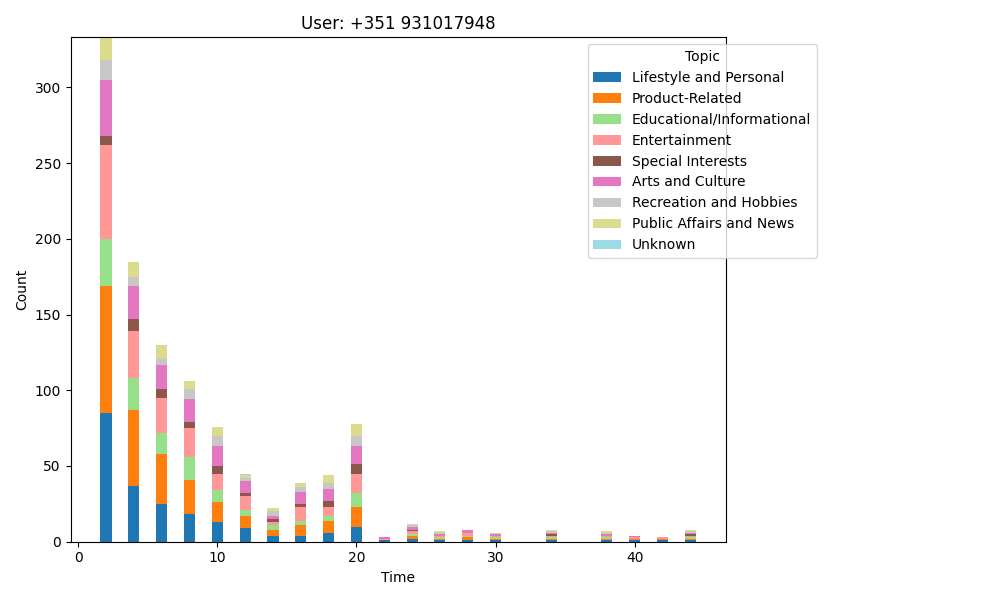 User: +351 931017948
Topic
Lifestyle and Personal
Product-Related
Educational/Informational
Entertainment
Special Interests
Arts and Culture
Recreation and Hobbies
Public Affairs and News
Unknown
Count
300
250
200
150
100
50
0
0 10 20 30 40
Time